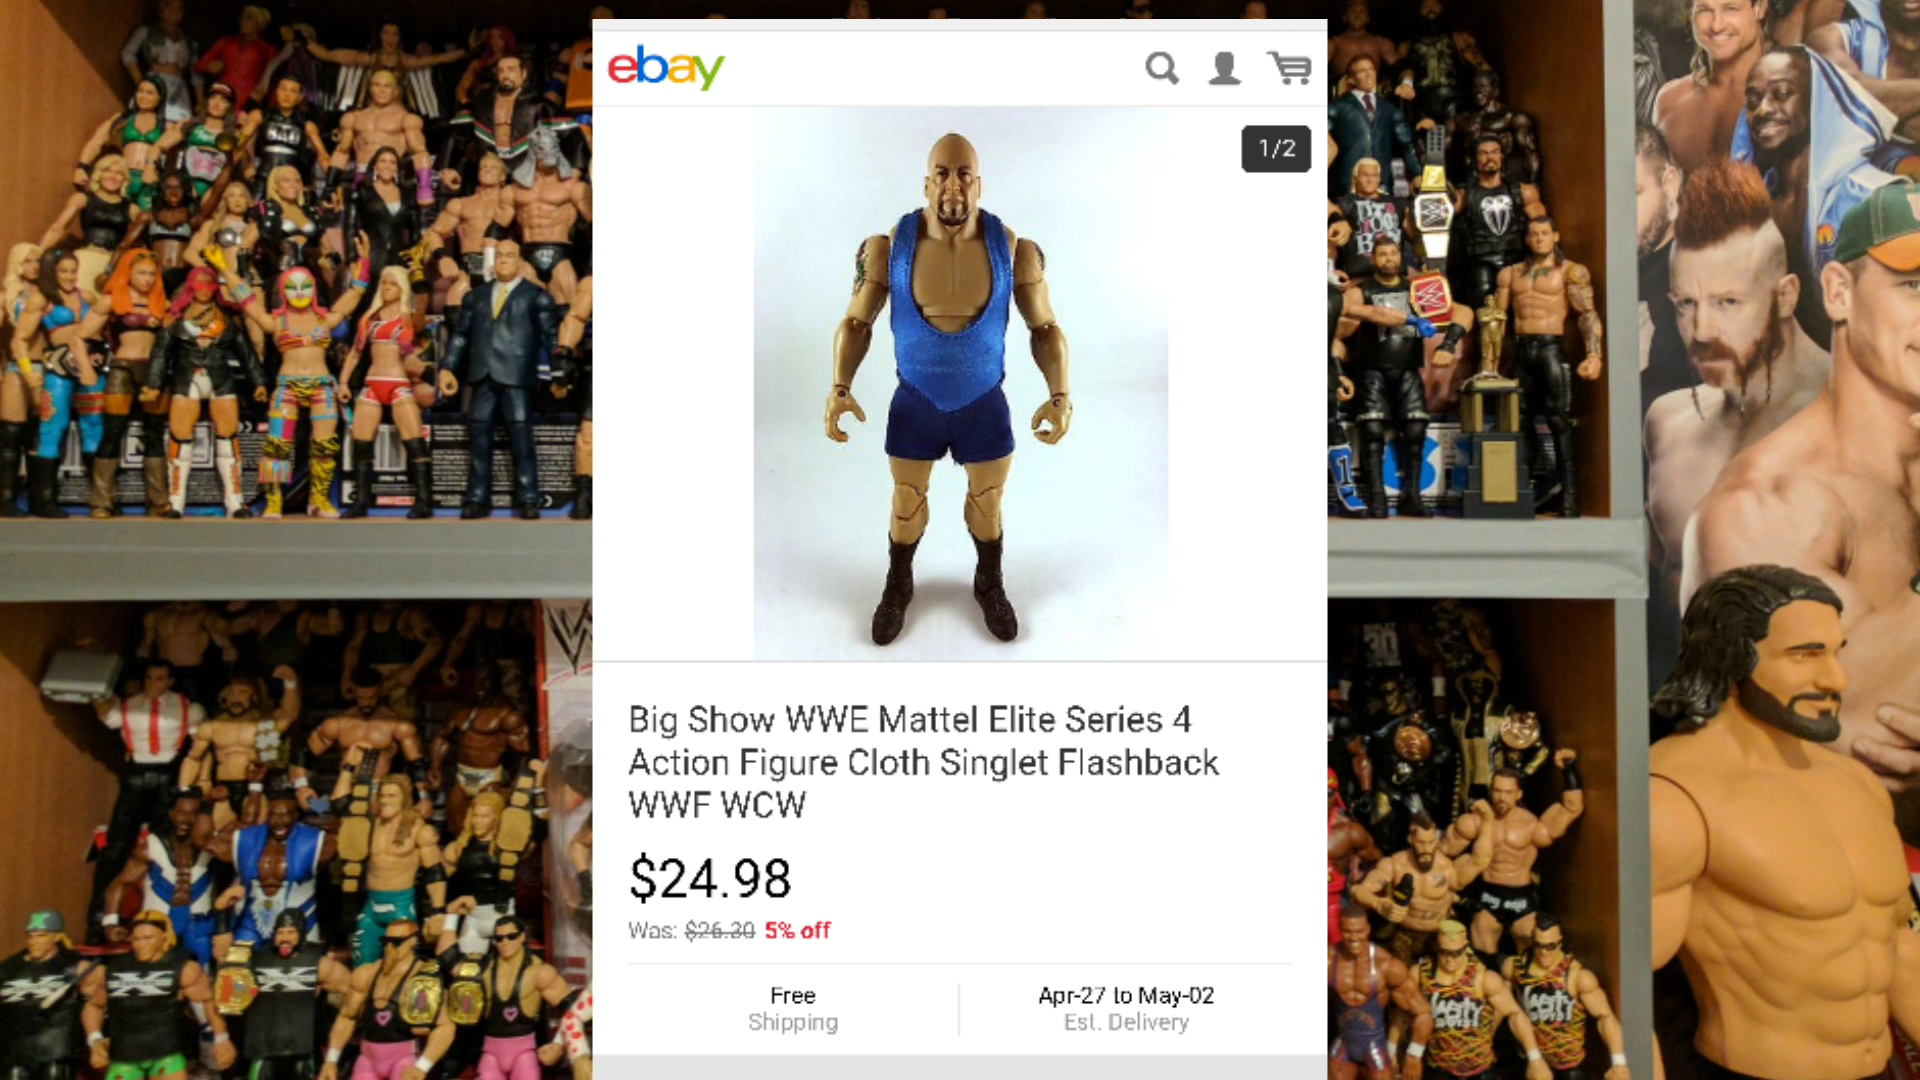 ebay
1/2
Big Show WWE Mattel Elite Series 4
Action Figure Cloth Singlet Flashback
WWF WCW
$24.98
Was: $26.30 5% off
Free
Shipping
Apr-27 to May-02
Est. Delivery